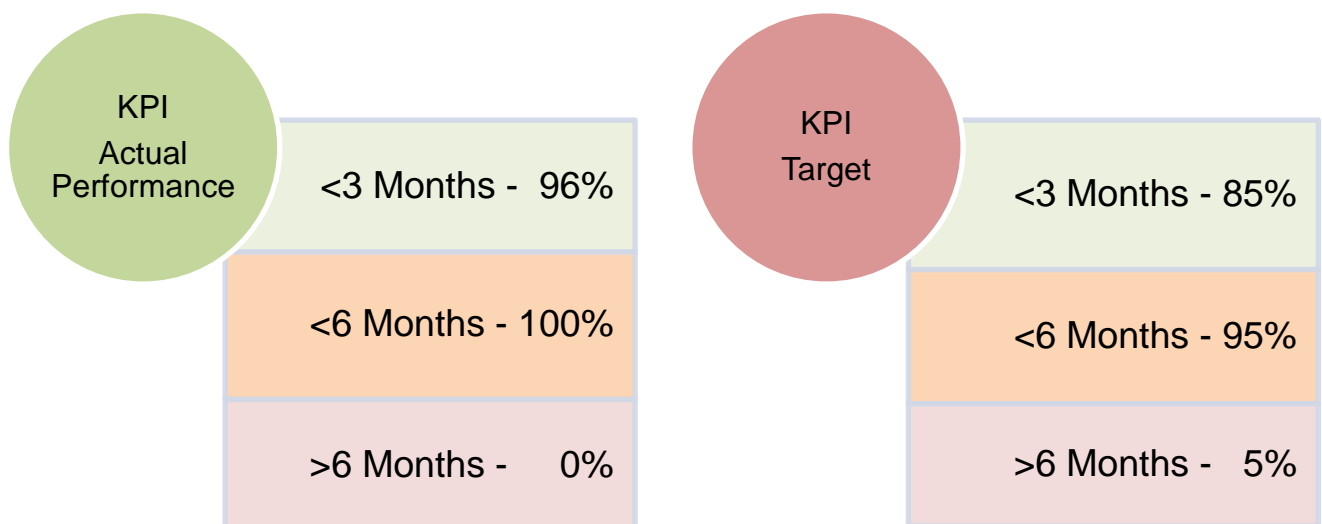 KPI
Actual
Performance
<3 Months - 96%
<6 Months - 100%
>6 Months - 0%
KPI
Target
<3 Months - 85%
<6 Months - 95%
>6 Months - 5%